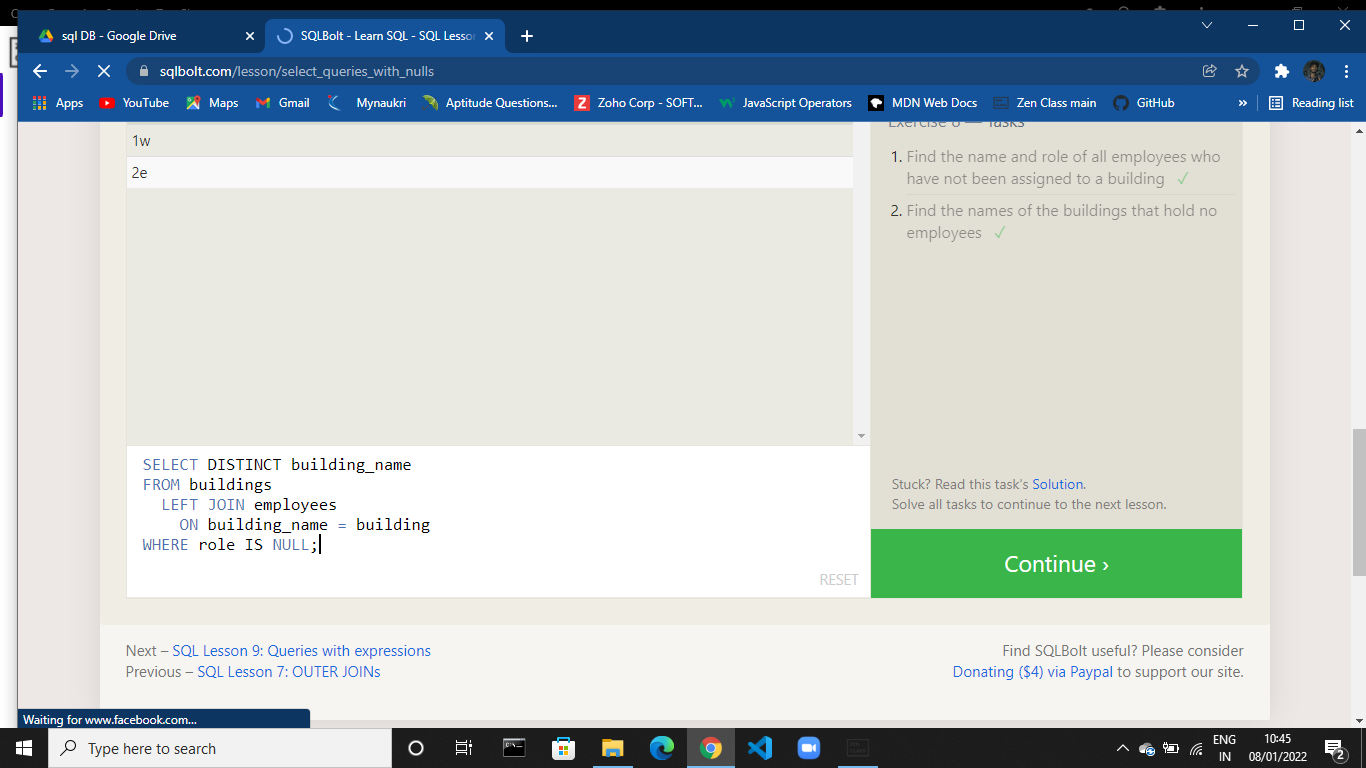 sql DB - Google Drive
SQLBolt - Learn SQL - SQL Lesson
sqlbolt.com/lesson/select_queries_with_nulls
Apps
YouTube
Maps
Gmail
Mynaukri
Aptitude Questions...
Zoho Corp - SOFT...
JavaScript Operators
MDN Web Docs
Zen Class main
GitHub
»
Reading list
1w
2e
Exercise 8 — Tasks
1. Find the name and role of all employees who
have not been assigned to a building ✓
2. Find the names of the buildings that hold no
employees ✓
SELECT DISTINCT building_name
FROM buildings
LEFT JOIN employees
ON building_name = building
WHERE role IS NULL;
RESET
Stuck? Read this task's Solution.
Solve all tasks to continue to the next lesson.
Continue ›
Next – SQL Lesson 9: Queries with expressions
Previous – SQL Lesson 7: OUTER JOINs
Find SQLBolt useful? Please consider
Donating ($4) via Paypal to support our site.
Waiting for www.facebook.com...
Type here to search
ENG
IN
10:45
08/01/2022
2